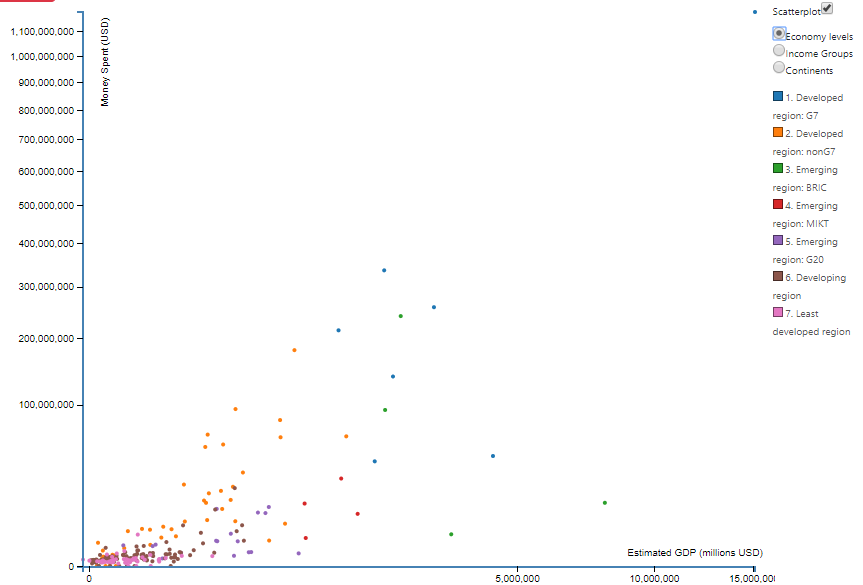 Scatterplot
Economy levels
Income Groups
Continents
1. Developed
region: G7
2. Developed
region: nonG7
3. Emerging
region: BRIC
4. Emerging
region: MIKT
5. Emerging
region: G20
6. Developing
region
7. Least
developed region
Money Spent (USD)
1,100,000,000
1,000,000,000
900,000,000
800,000,000
700,000,000
600,000,000
500,000,000
400,000,000
300,000,000
200,000,000
100,000,000
0
Estimated GDP (millions USD)
0
5,000,000
10,000,000
15,000,0